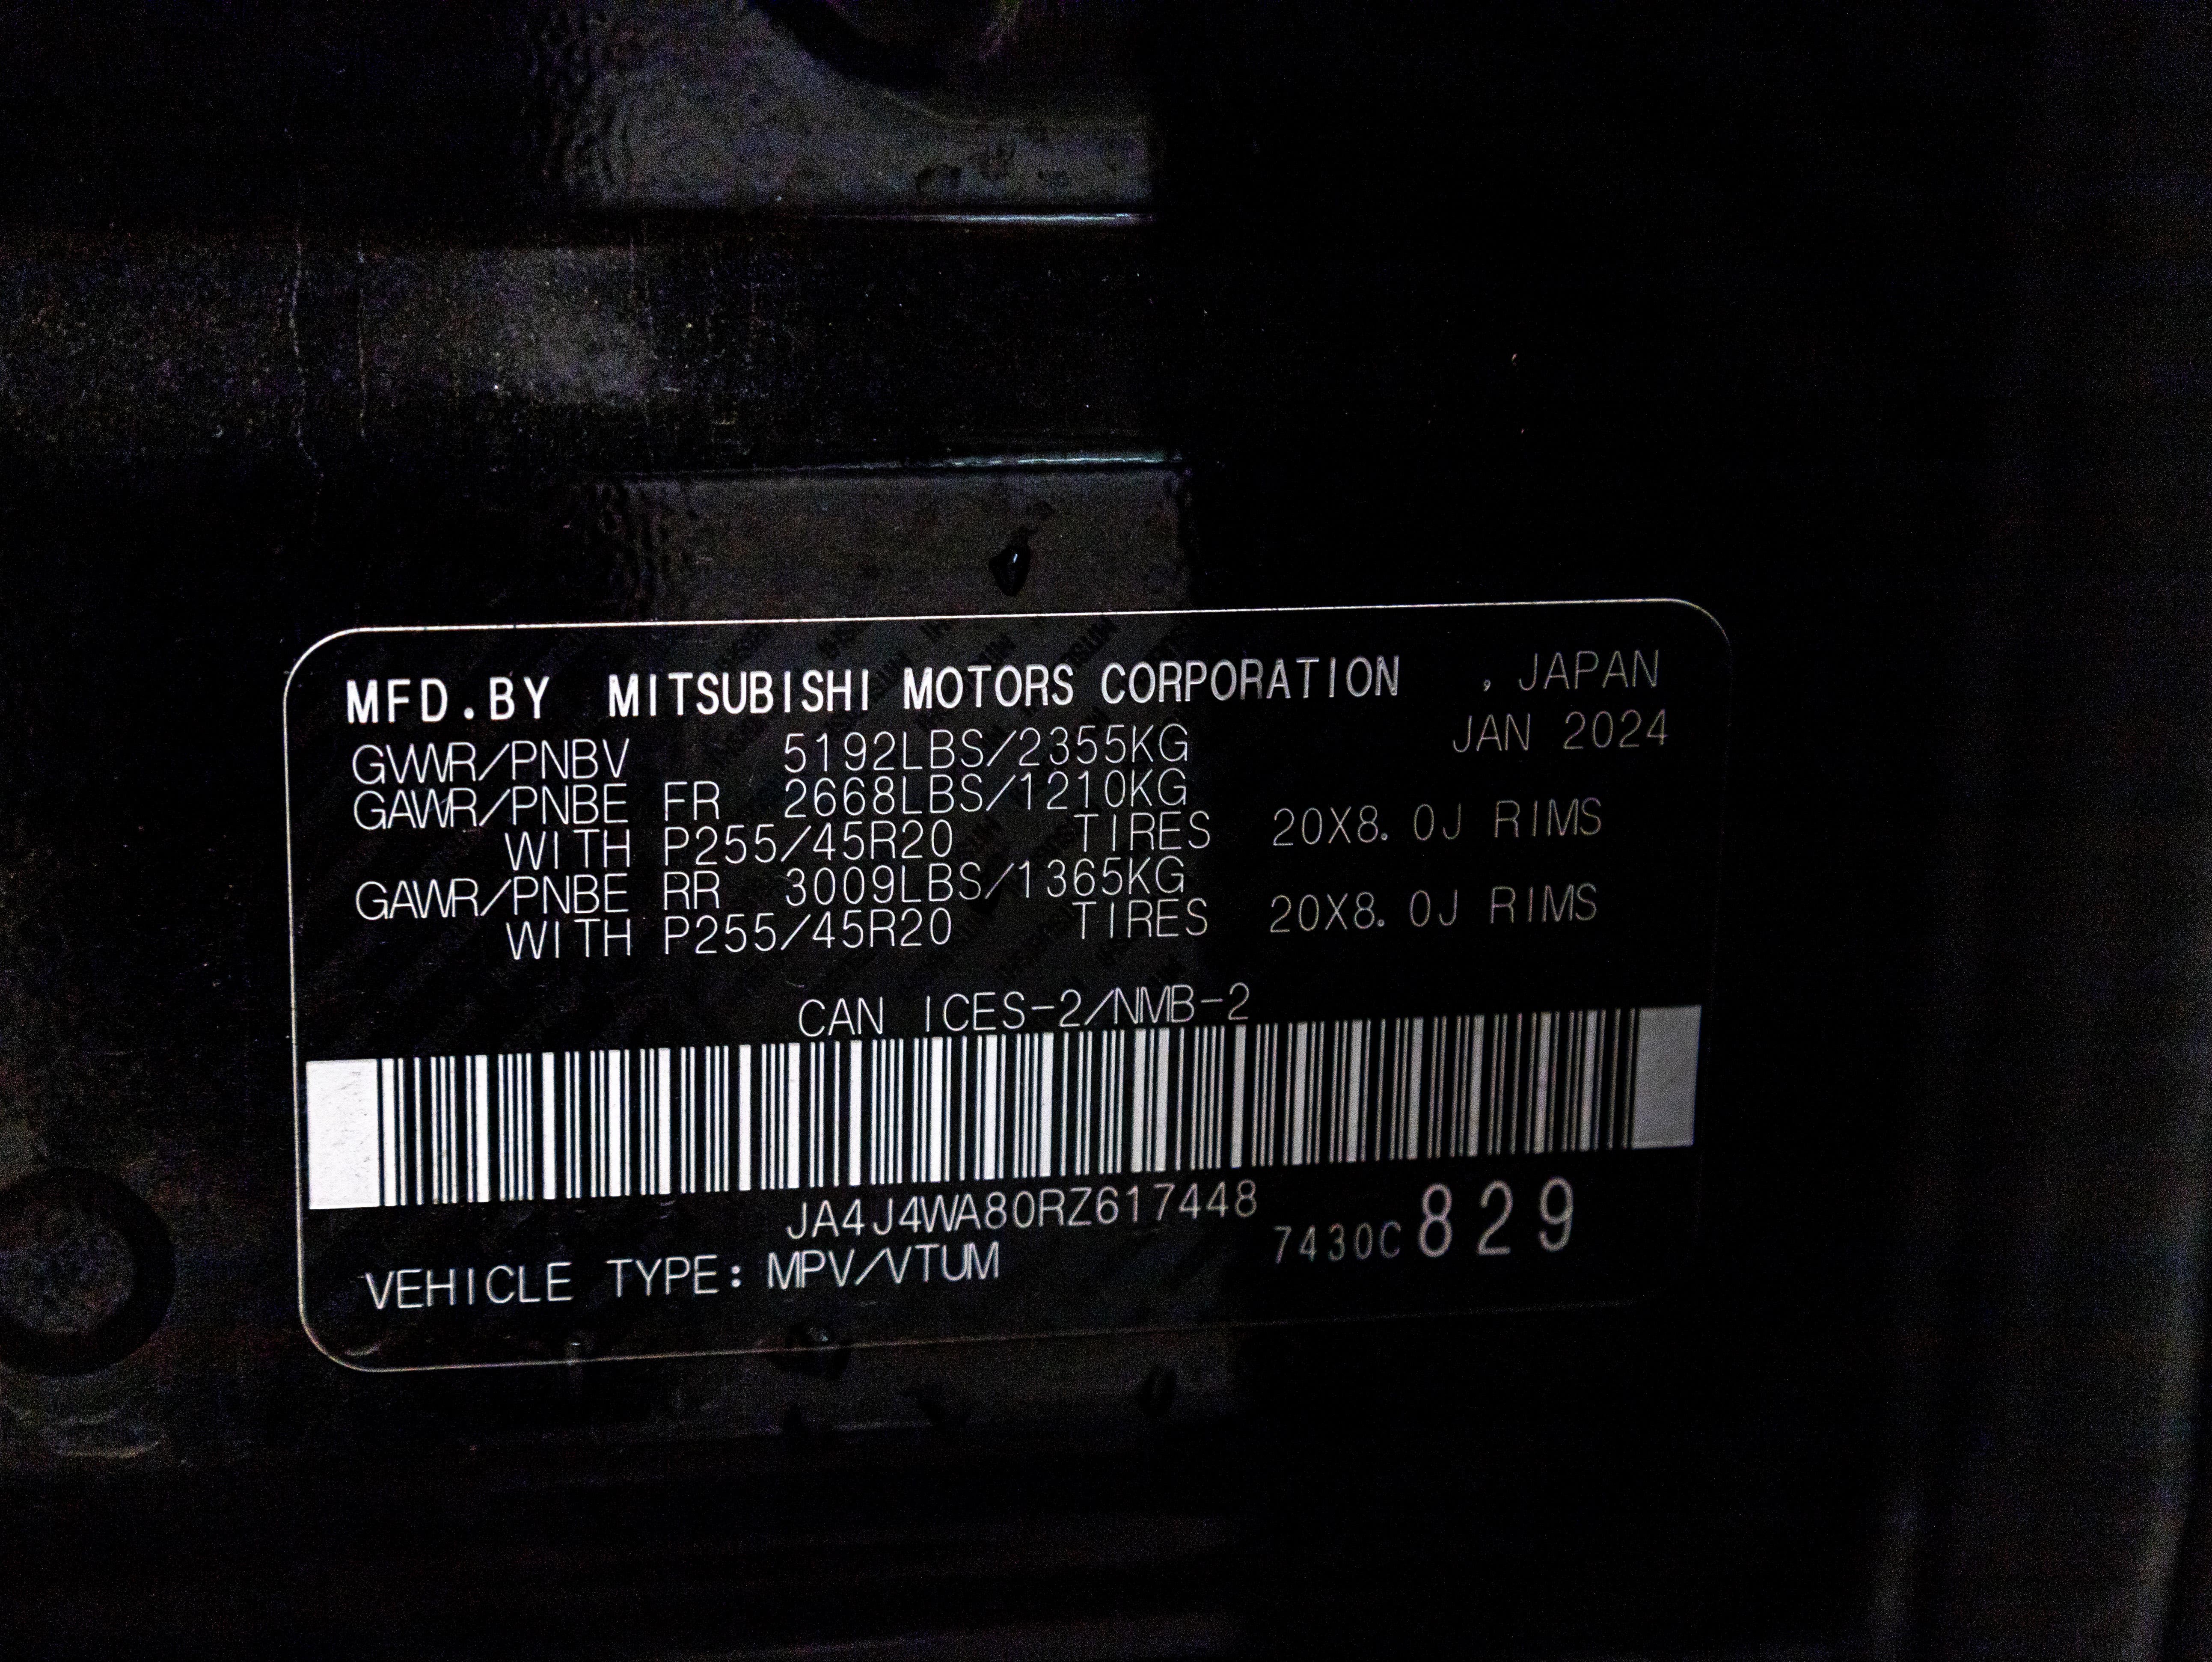 MFD.BY MITSUBISHI MOTORS CORPORATION , JAPAN
JAN 2024
GVWR/PNBV 5192LBS/2355KG
GAWR/PNBE FR 2668LBS/1210KG
WITH P255/45R20 TIRES 20X8.0J RIMS
GAWR/PNBE RR 3009LBS/1365KG
WITH P255/45R20 TIRES 20X8.0J RIMS
CAN ICES-2/NMB-2
JA4J4WA80RZ617448
7430C 829
VEHICLE TYPE: MPV/VTUM